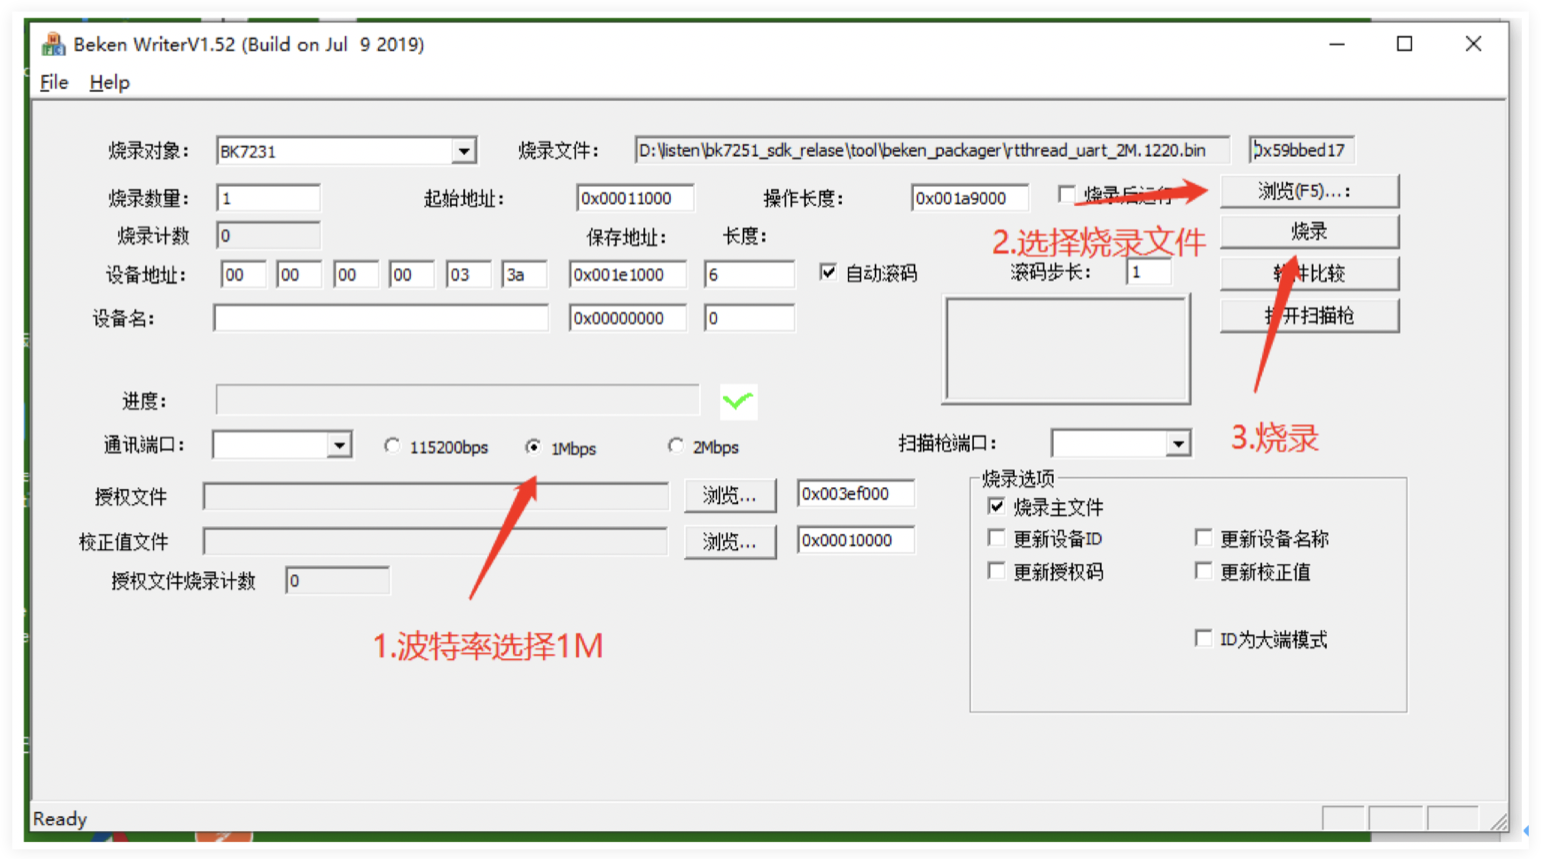 Beken WriterV1.52 (Build on Jul 9 2019)
File Help
烧录对象: BK7231 烧录文件: D:\listen\bk7251_sdk_relase\tool\beken_packager\rtthread_uart_2M.1220.bin 0x59bbed17
烧录数量: 1 起始地址: 0x00011000 操作长度: 0x001a9000 烧录后运行 浏览(F5)...:
烧录计数 0 保存地址: 长度: 2.选择烧录文件 烧录
设备地址: 00 00 00 00 03 3a 0x001e1000 6 自动滚码 滚码步长: 1 软件比较
设备名: 0x00000000 0 打开扫描枪
进度:
通讯端口: 115200bps 1Mbps 2Mbps 扫描枪端口: 3.烧录
授权文件 浏览... 0x003ef000 烧录选项
烧录主文件
校正值文件 浏览... 0x00010000 更新设备ID 更新设备名称
授权文件烧录计数 0 更新授权码 更新校正值
1.波特率选择1M ID为大端模式
Ready